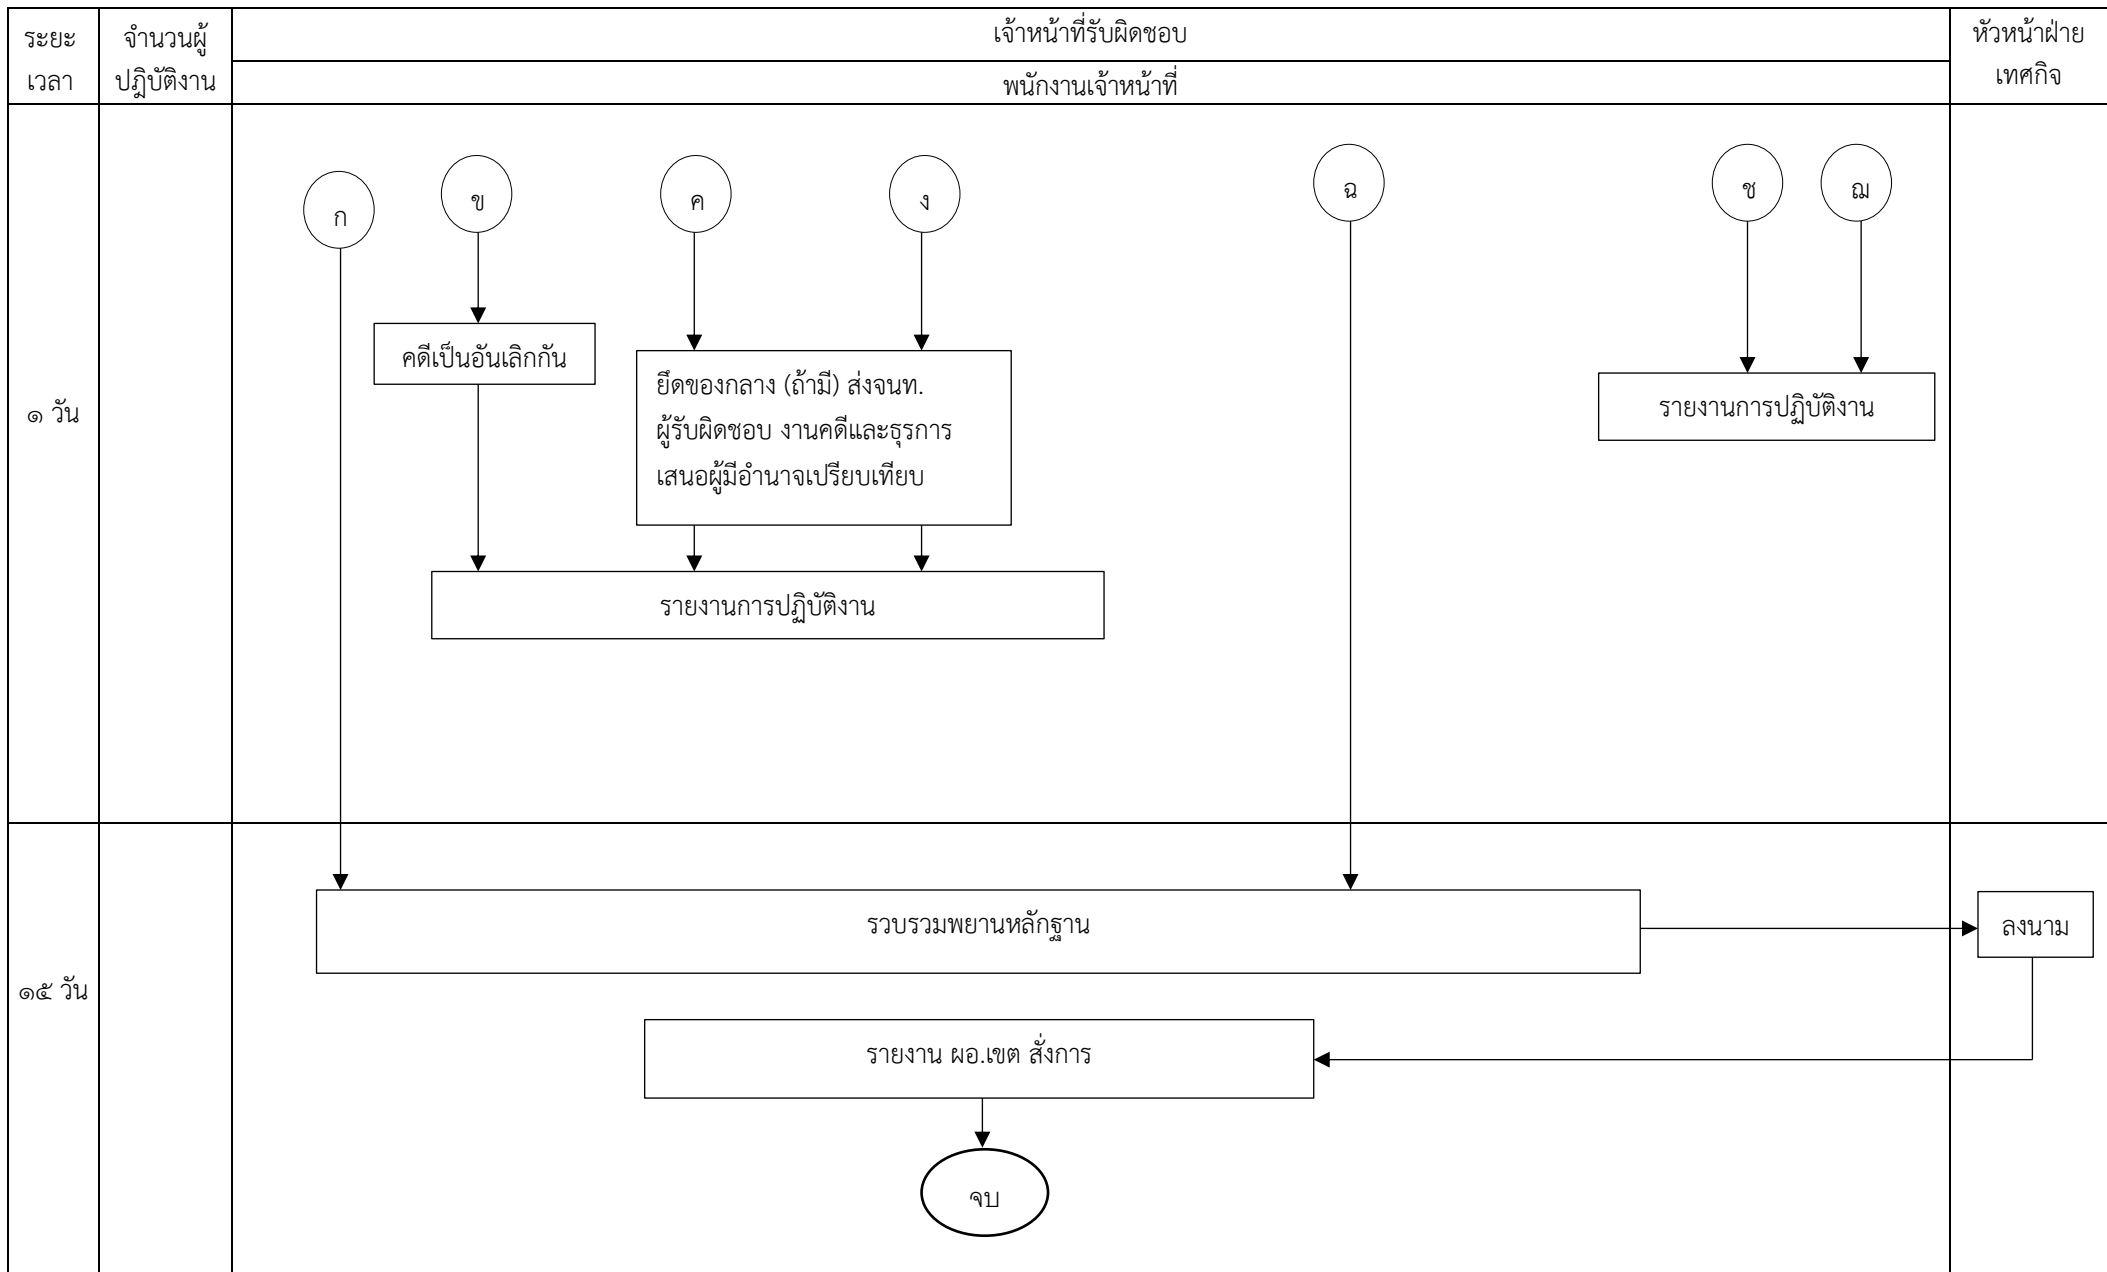 ระยะ
เวลา
จำนวนผู้
ปฏิบัติงาน
เจ้าหน้าที่รับผิดชอบ
พนักงานเจ้าหน้าที่
หัวหน้าฝ่าย
เทศกิจ
ก
ข
ค
ง
ฉ
ช
ฌ
คดีเป็นอันเลิกกัน
ยึดของกลาง (ถ้ามี) ส่งจนท.
ผู้รับผิดชอบ งานคดีและธุรการ
เสนอผู้มีอำนาจเปรียบเทียบ
รายงานการปฏิบัติงาน
๑ วัน
รายงานการปฏิบัติงาน
รวบรวมพยานหลักฐาน
ลงนาม
๑๕ วัน
รายงาน ผอ.เขต สั่งการ
จบ